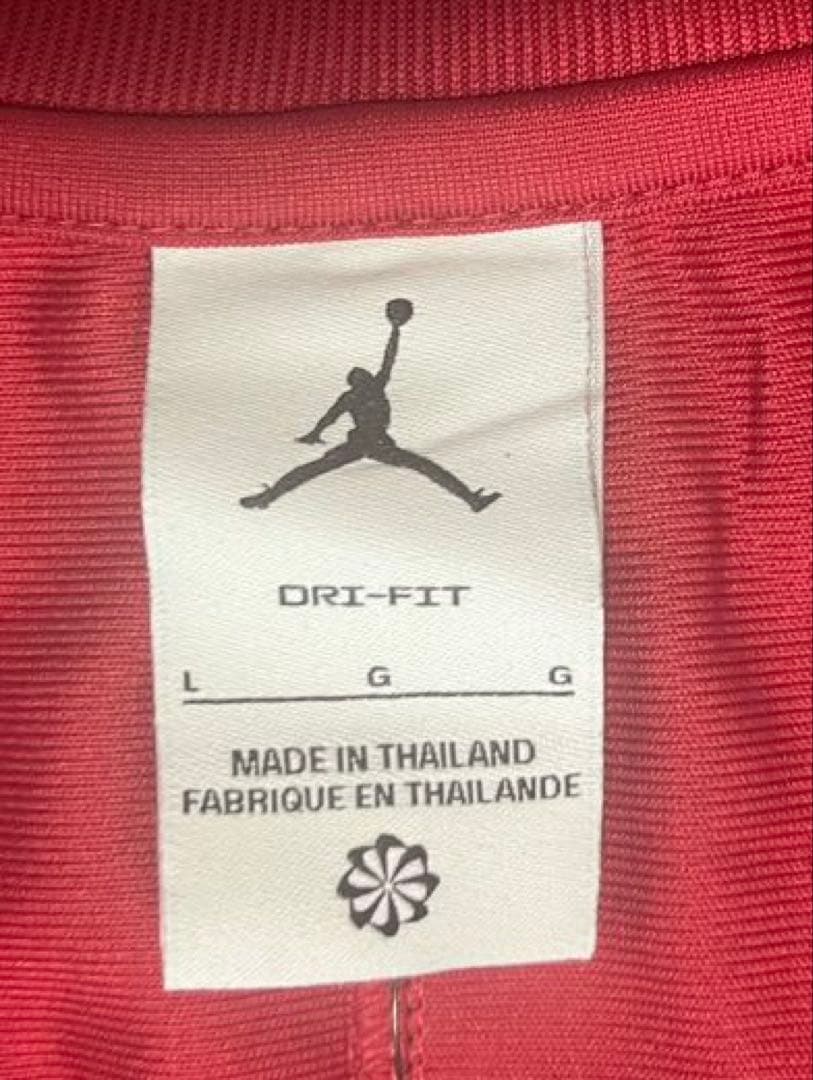 DRI-FIT
L G G
MADE IN THAILAND
FABRIQUE EN THAILANDE